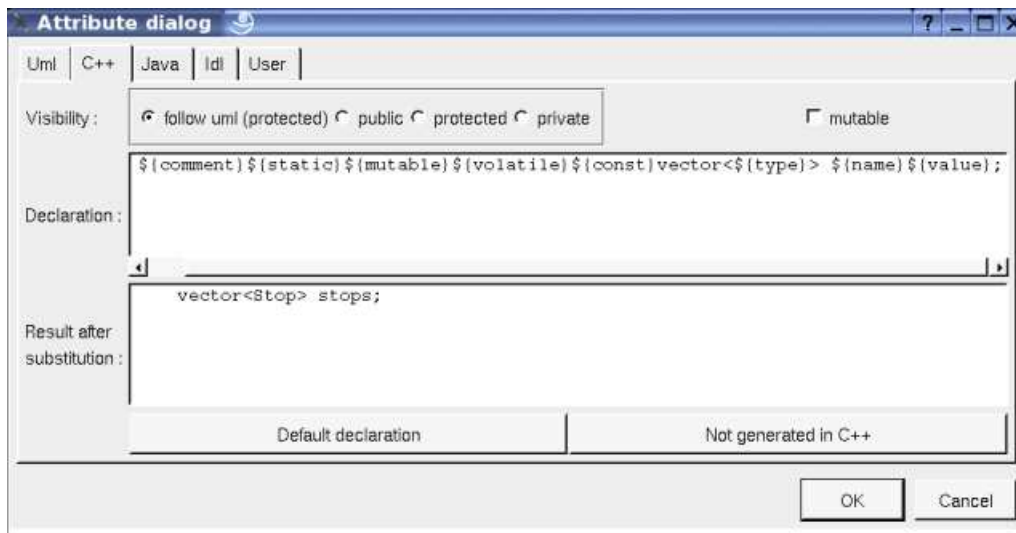 Attribute dialog
Uml C++ Java Idl User
Visibility : follow uml (protected) public protected private mutable
${comment}${static}${mutable}${volatile}${const}vector<${type}> ${name}${value};
Declaration :
vector<Stop> stops;
Result after
substitution :
Default declaration Not generated in C++
OK Cancel